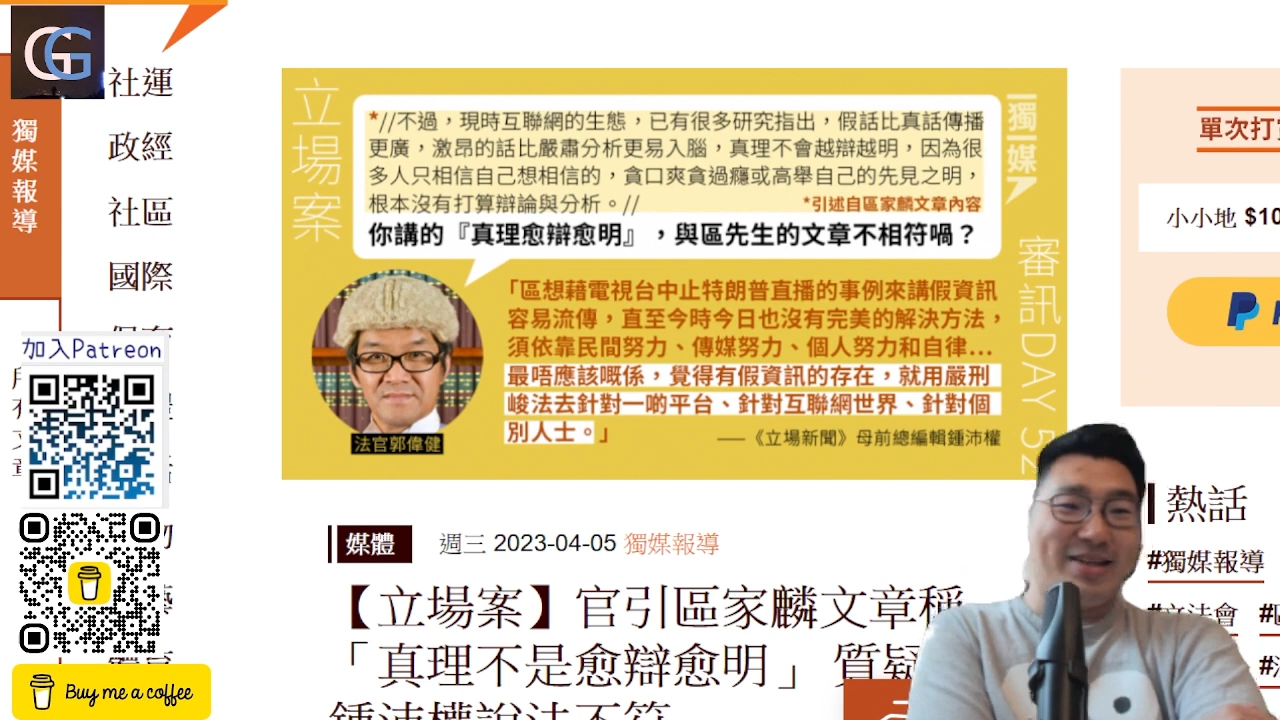 GG
獨媒報導
社運
政經
社區
國際
加入Patreon
Buy me a coffee
立場案
*//不過，現時互聯網的生態，已有很多研究指出，假話比真話傳播
更廣，激昂的話比嚴肅分析更易入腦，真理不會越辯越明，因為很
多人只相信自己想相信的，貪口爽貪過癮或高舉自己的先見之明，
根本沒有打算辯論與分析。//
*引述自區家麟文章內容
你講的『真理愈辯愈明』，與區先生的文章不相符喎？
獨媒
審訊DAY 52
「區想藉電視台中止特朗普直播的事例來講假資訊
容易流傳，直至今時今日也沒有完美的解決方法，
須依靠民間努力、傳媒努力、個人努力和自律…
最唔應該嘅係，覺得有假資訊的存在，就用嚴刑
峻法去針對一啲平台、針對互聯網世界、針對個
別人士。」
——《立場新聞》母前總編輯鍾沛權
法官郭偉健
媒體
週三 2023-04-05 獨媒報導
【立場案】官引區家麟文章稱
「真理不是愈辯愈明」 質疑
鍾沛權說法不符
單次打
小小地 $10
熱話
#獨媒報導
#立法會